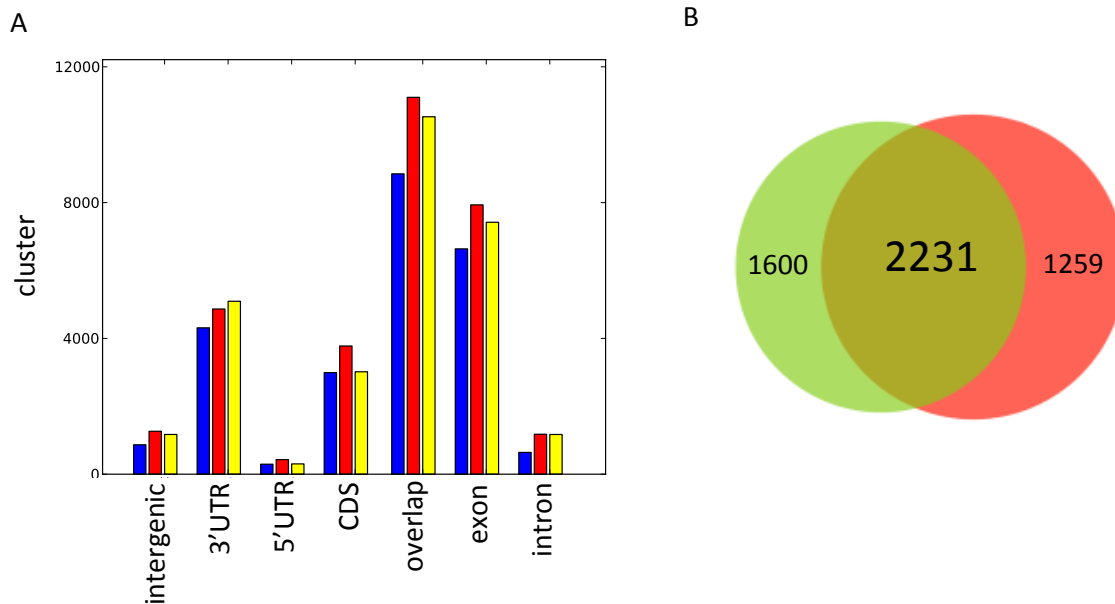 A
B
12000
8000
4000
0
cluster
intergenic
3’UTR
5’UTR
CDS
overlap
exon
intron
1600
2231
1259